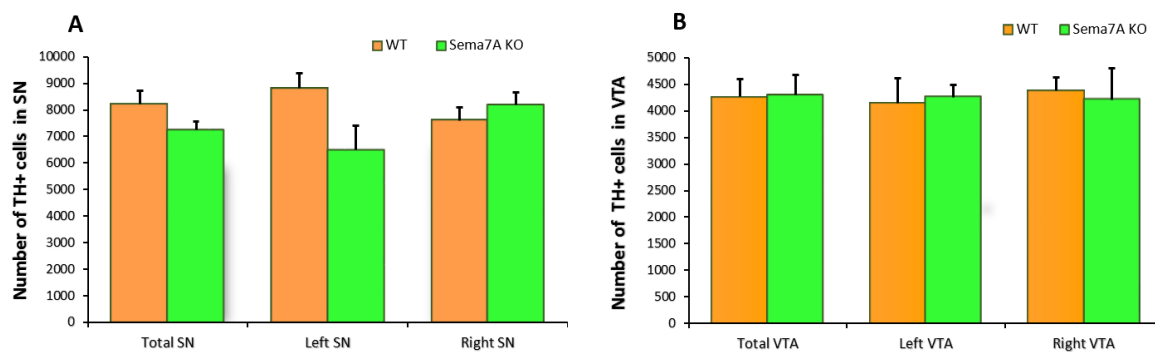 A
WT Sema7A KO
Number of TH+ cells in SN
10000
9000
8000
7000
6000
5000
4000
3000
2000
1000
0
Total SN Left SN Right SN
B
WT Sema7A KO
Number of TH+ cells in VTA
5000
4500
4000
3500
3000
2500
2000
1500
1000
500
0
Total VTA Left VTA Right VTA